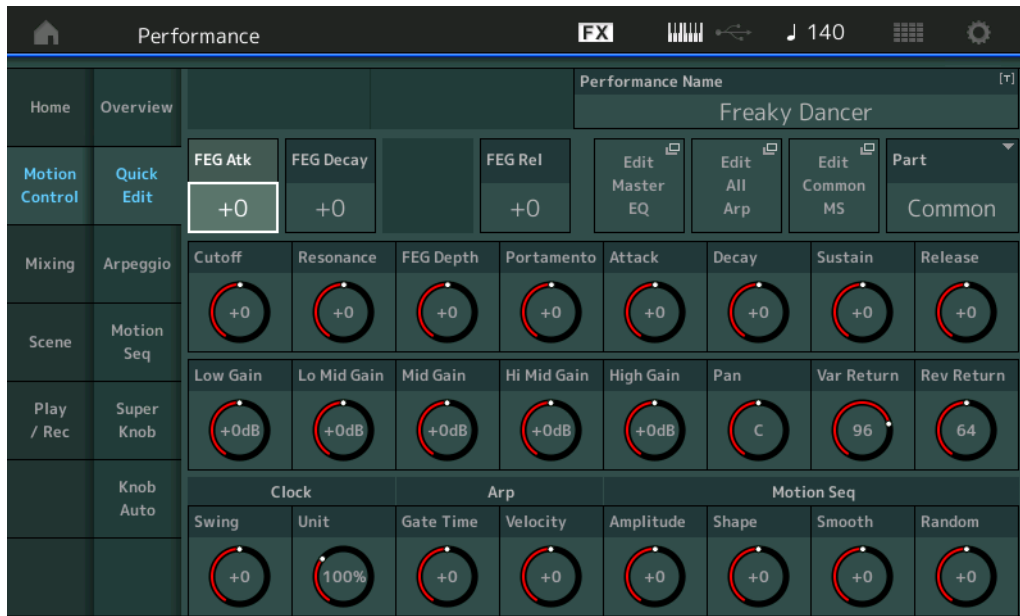 Performance
FX
♩ 140
Home
Overview
Performance Name
[T]
Freaky Dancer
Motion
Control
Quick
Edit
FEG Atk
+0
FEG Decay
+0
FEG Rel
+0
Edit
Master
EQ
Edit
All
Arp
Edit
Common
MS
Part
Common
Mixing
Arpeggio
Cutoff
Resonance
FEG Depth
Portamento
Attack
Decay
Sustain
Release
+0
+0
+0
+0
+0
+0
+0
+0
Scene
Motion
Seq
Low Gain
Lo Mid Gain
Mid Gain
Hi Mid Gain
High Gain
Pan
Var Return
Rev Return
+0dB
+0dB
+0dB
+0dB
+0dB
C
96
64
Play
/ Rec
Super
Knob
Knob
Auto
Clock
Arp
Motion Seq
Swing
Unit
Gate Time
Velocity
Amplitude
Shape
Smooth
Random
+0
100%
+0
+0
+0
+0
+0
+0